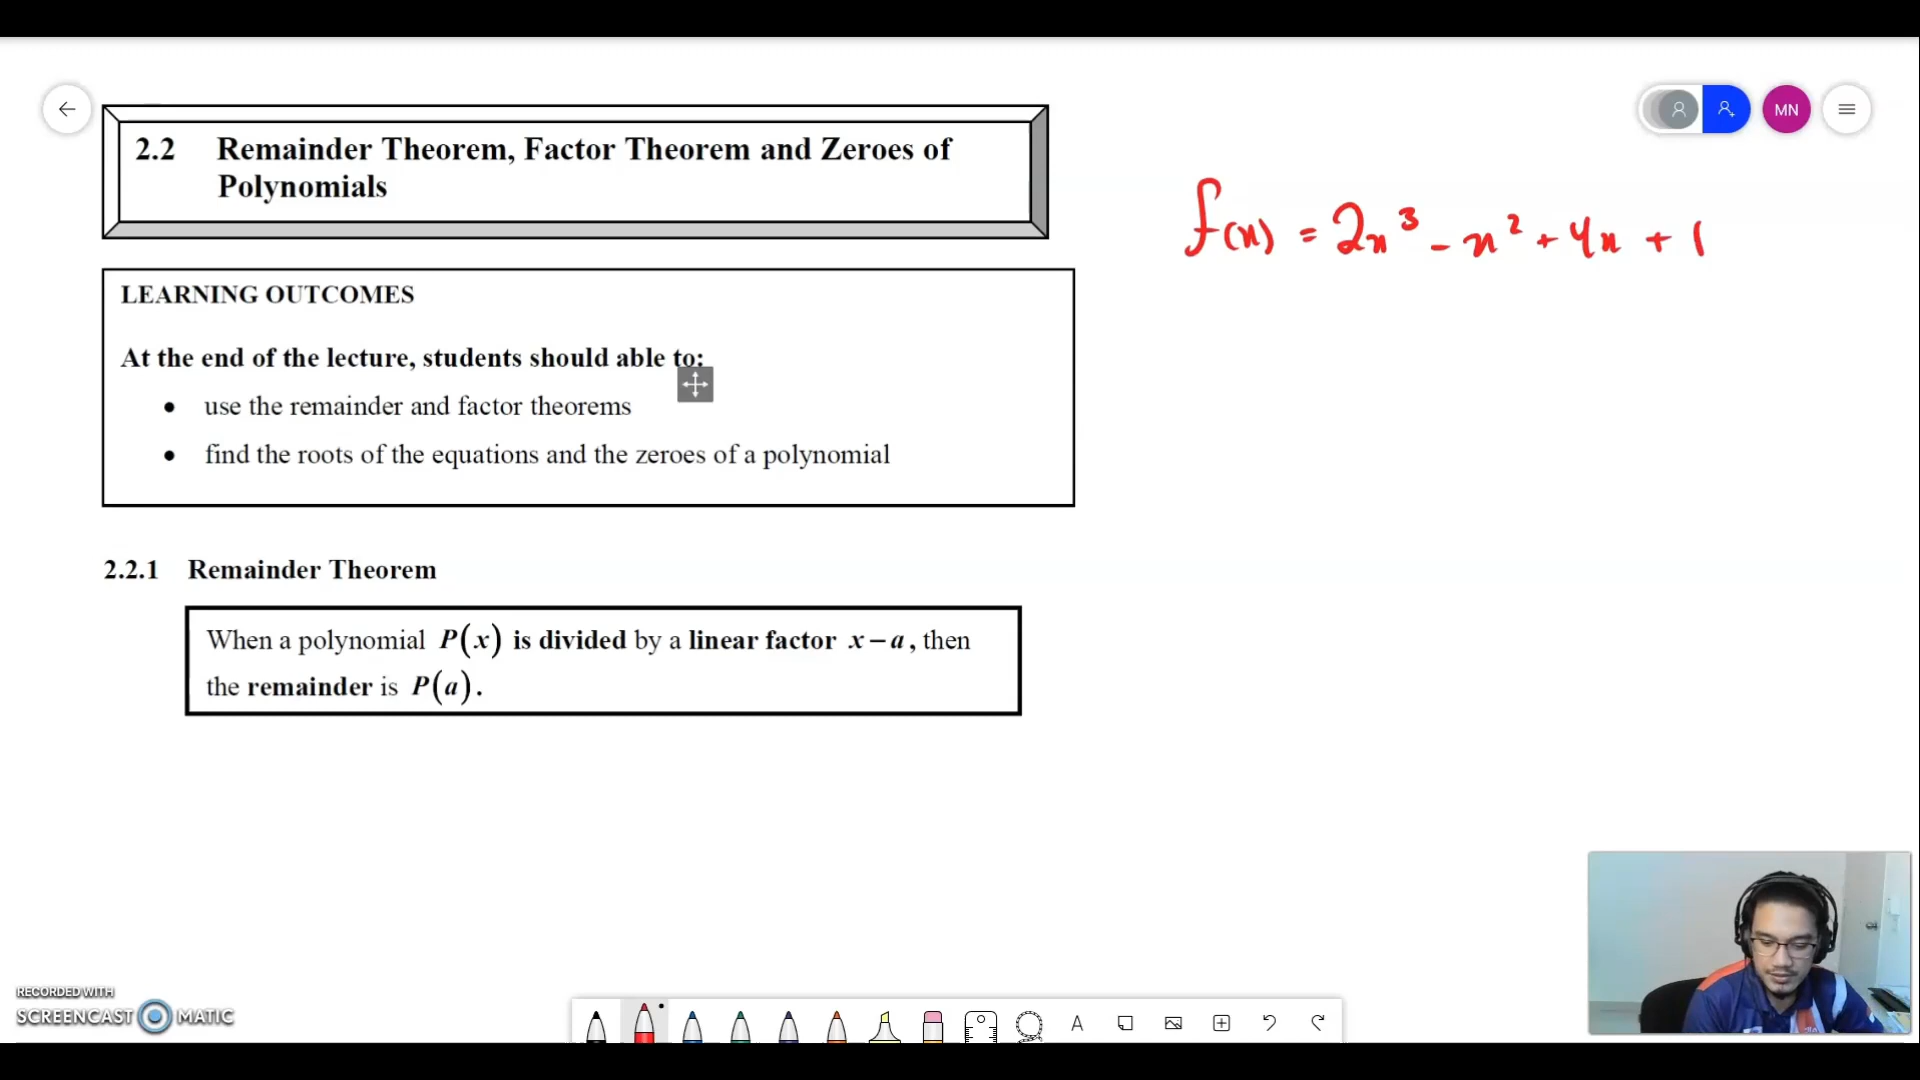 2.2 Remainder Theorem, Factor Theorem and Zeroes of
Polynomials
MN
f(x) = 2x³ - x² + 4x + 1
LEARNING OUTCOMES
At the end of the lecture, students should able to:
• use the remainder and factor theorems
• find the roots of the equations and the zeroes of a polynomial
2.2.1 Remainder Theorem
When a polynomial P(x) is divided by a linear factor x−a, then
the remainder is P(a).
RECORDED WITH
SCREENCAST MATIC
A